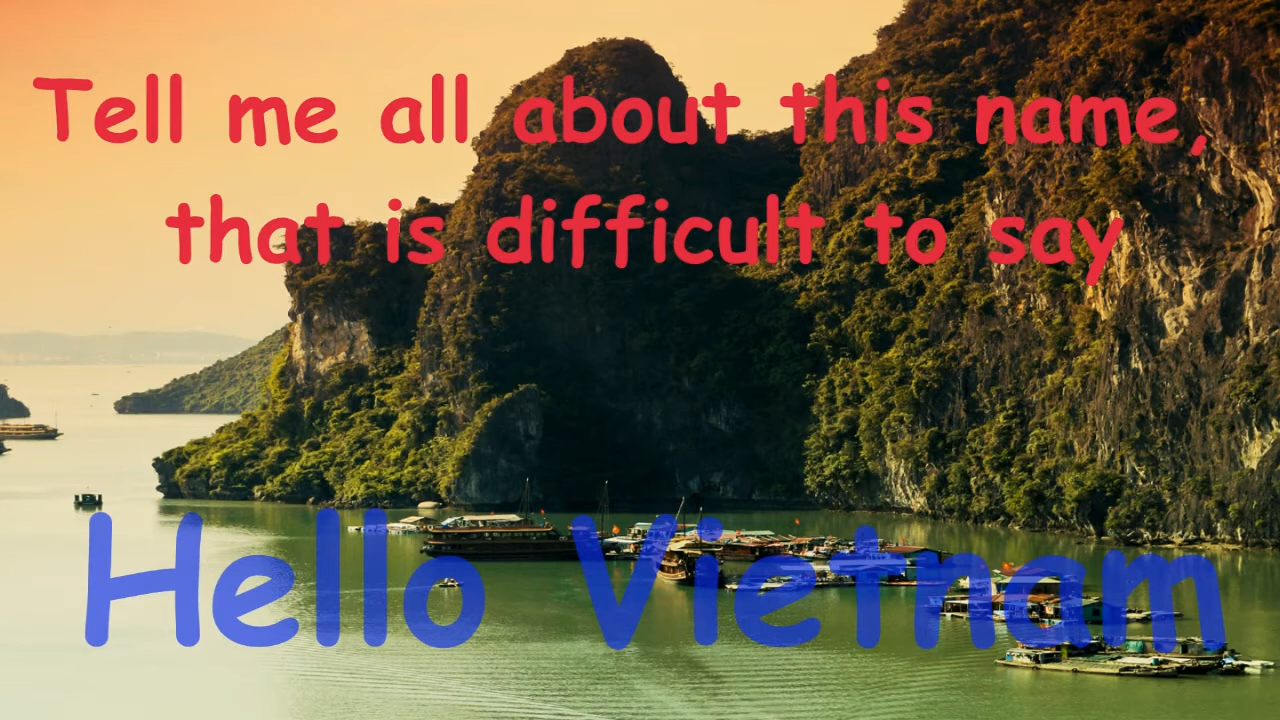 Tell me all about this name,
that is difficult to say
Hello Vietnam